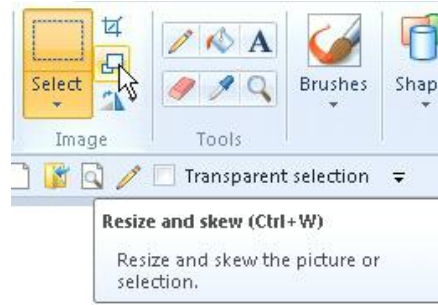 A
Select
Brushes
Shap
Image
Tools
Transparent selection
Resize and skew (Ctrl+W)
Resize and skew the picture or
selection.